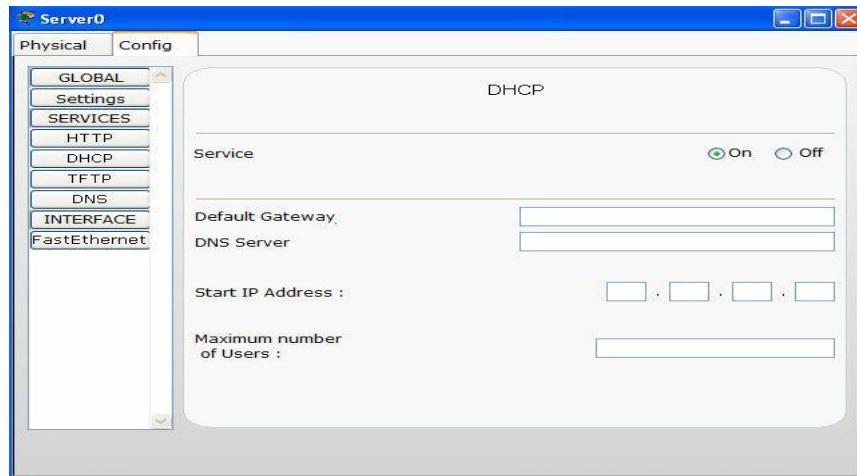 Server0
Physical Config
GLOBAL
Settings
SERVICES
HTTP
DHCP
TFTP
DNS
INTERFACE
FastEthernet
DHCP
Service On Off
Default Gateway
DNS Server
Start IP Address : . . .
Maximum number
of Users :